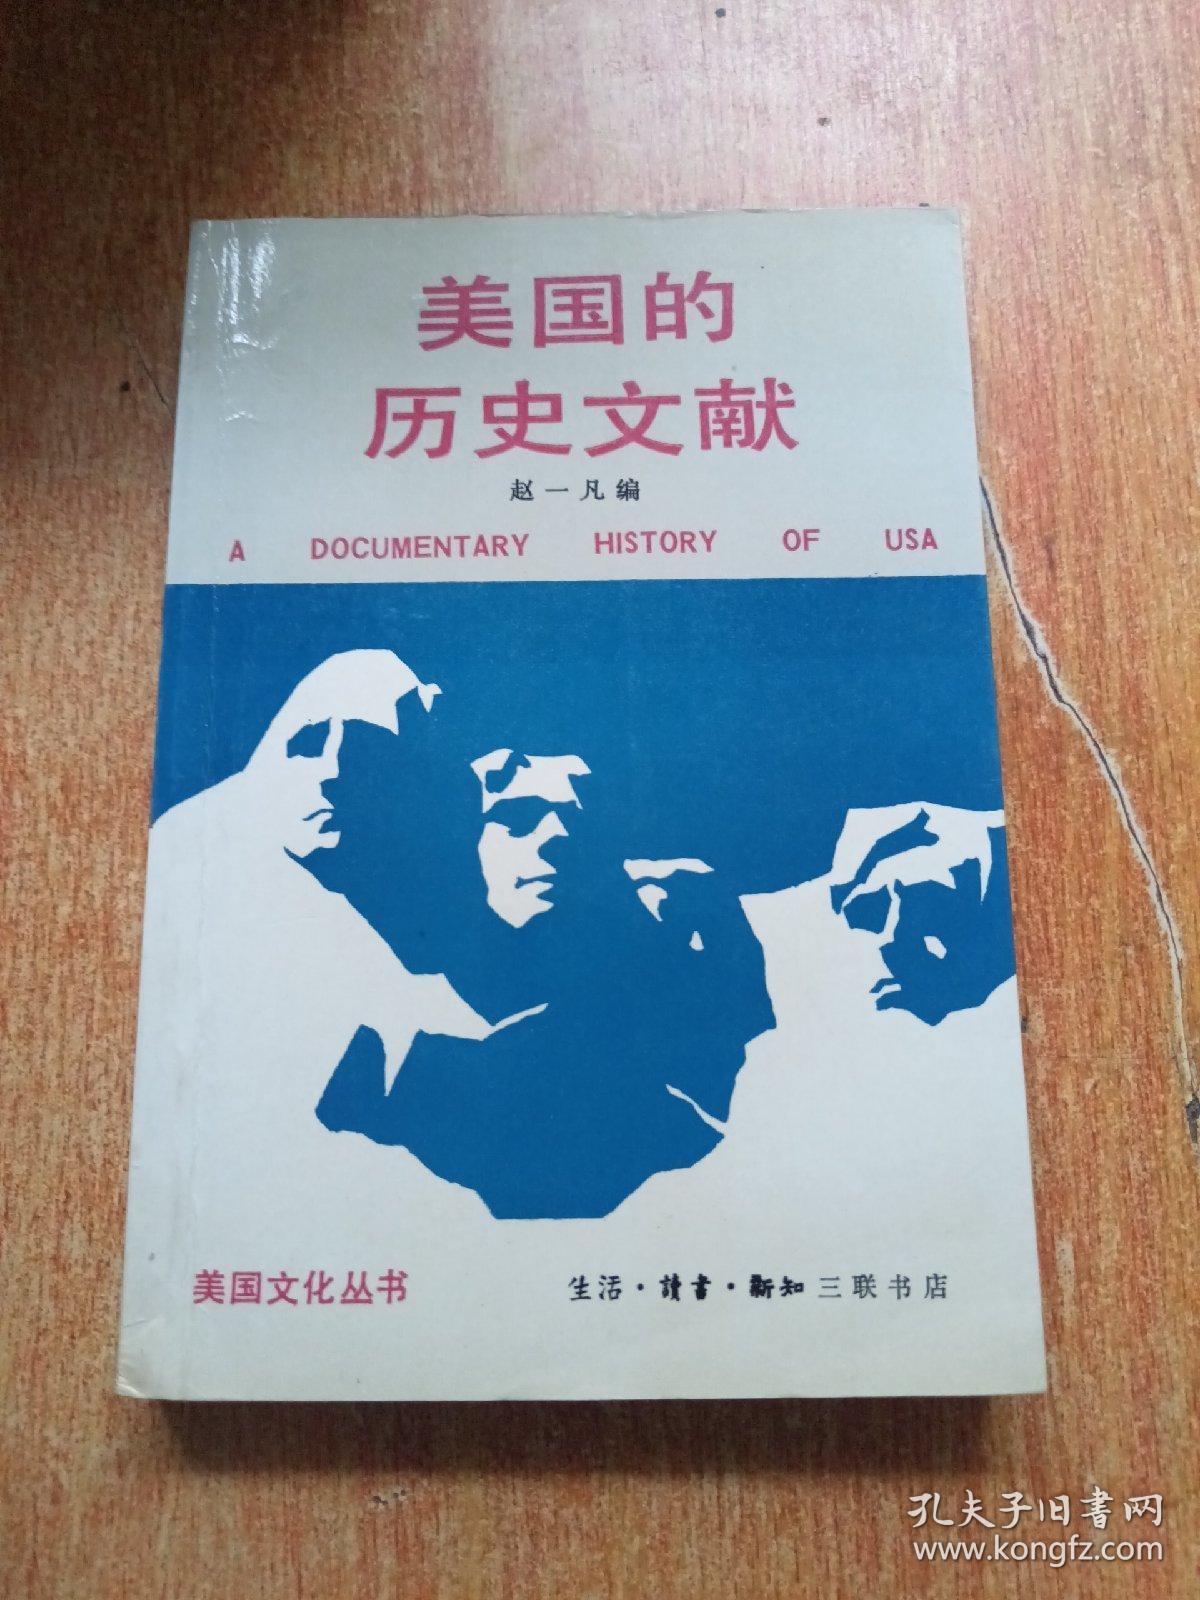 美国的
历史文献
赵一凡编
A DOCUMENTARY HISTORY OF USA
美国文化丛书
生活·讀書·新知三联书店
孔夫子旧書网
www.kongfz.com